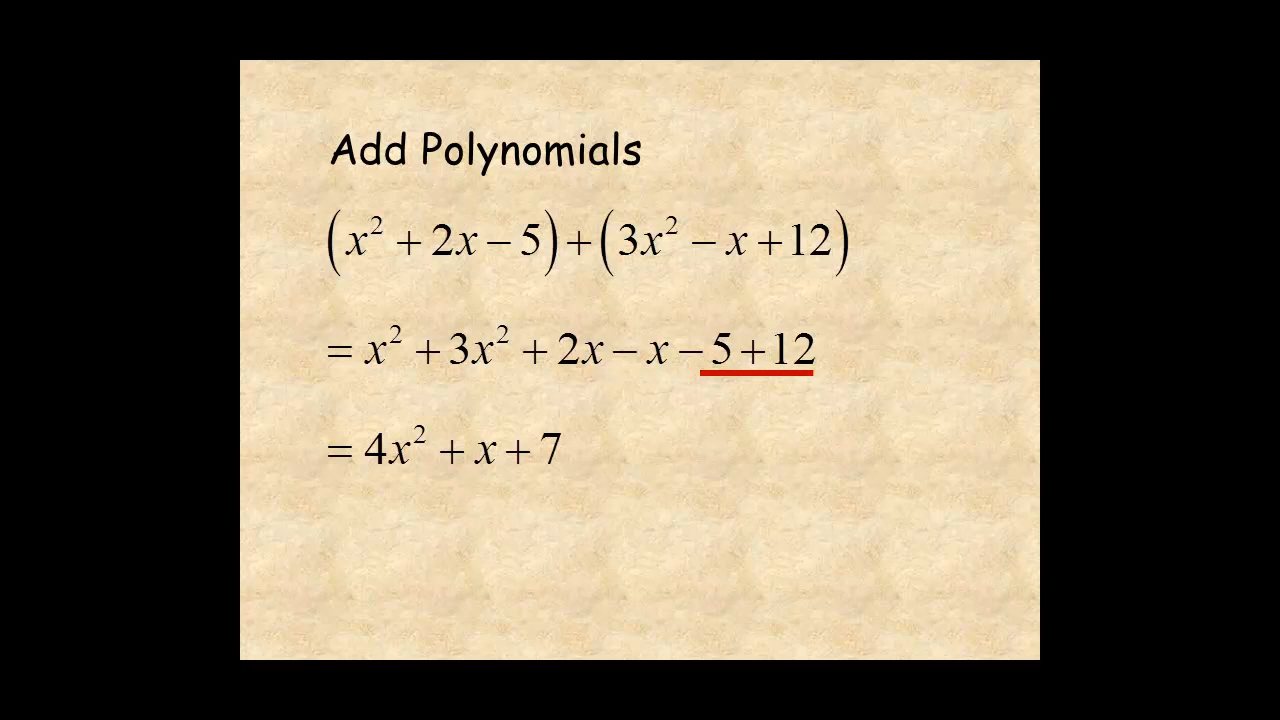 Add Polynomials
(x² + 2x − 5) + (3x² − x + 12)
= x² + 3x² + 2x − x − 5 + 12
= 4x² + x + 7